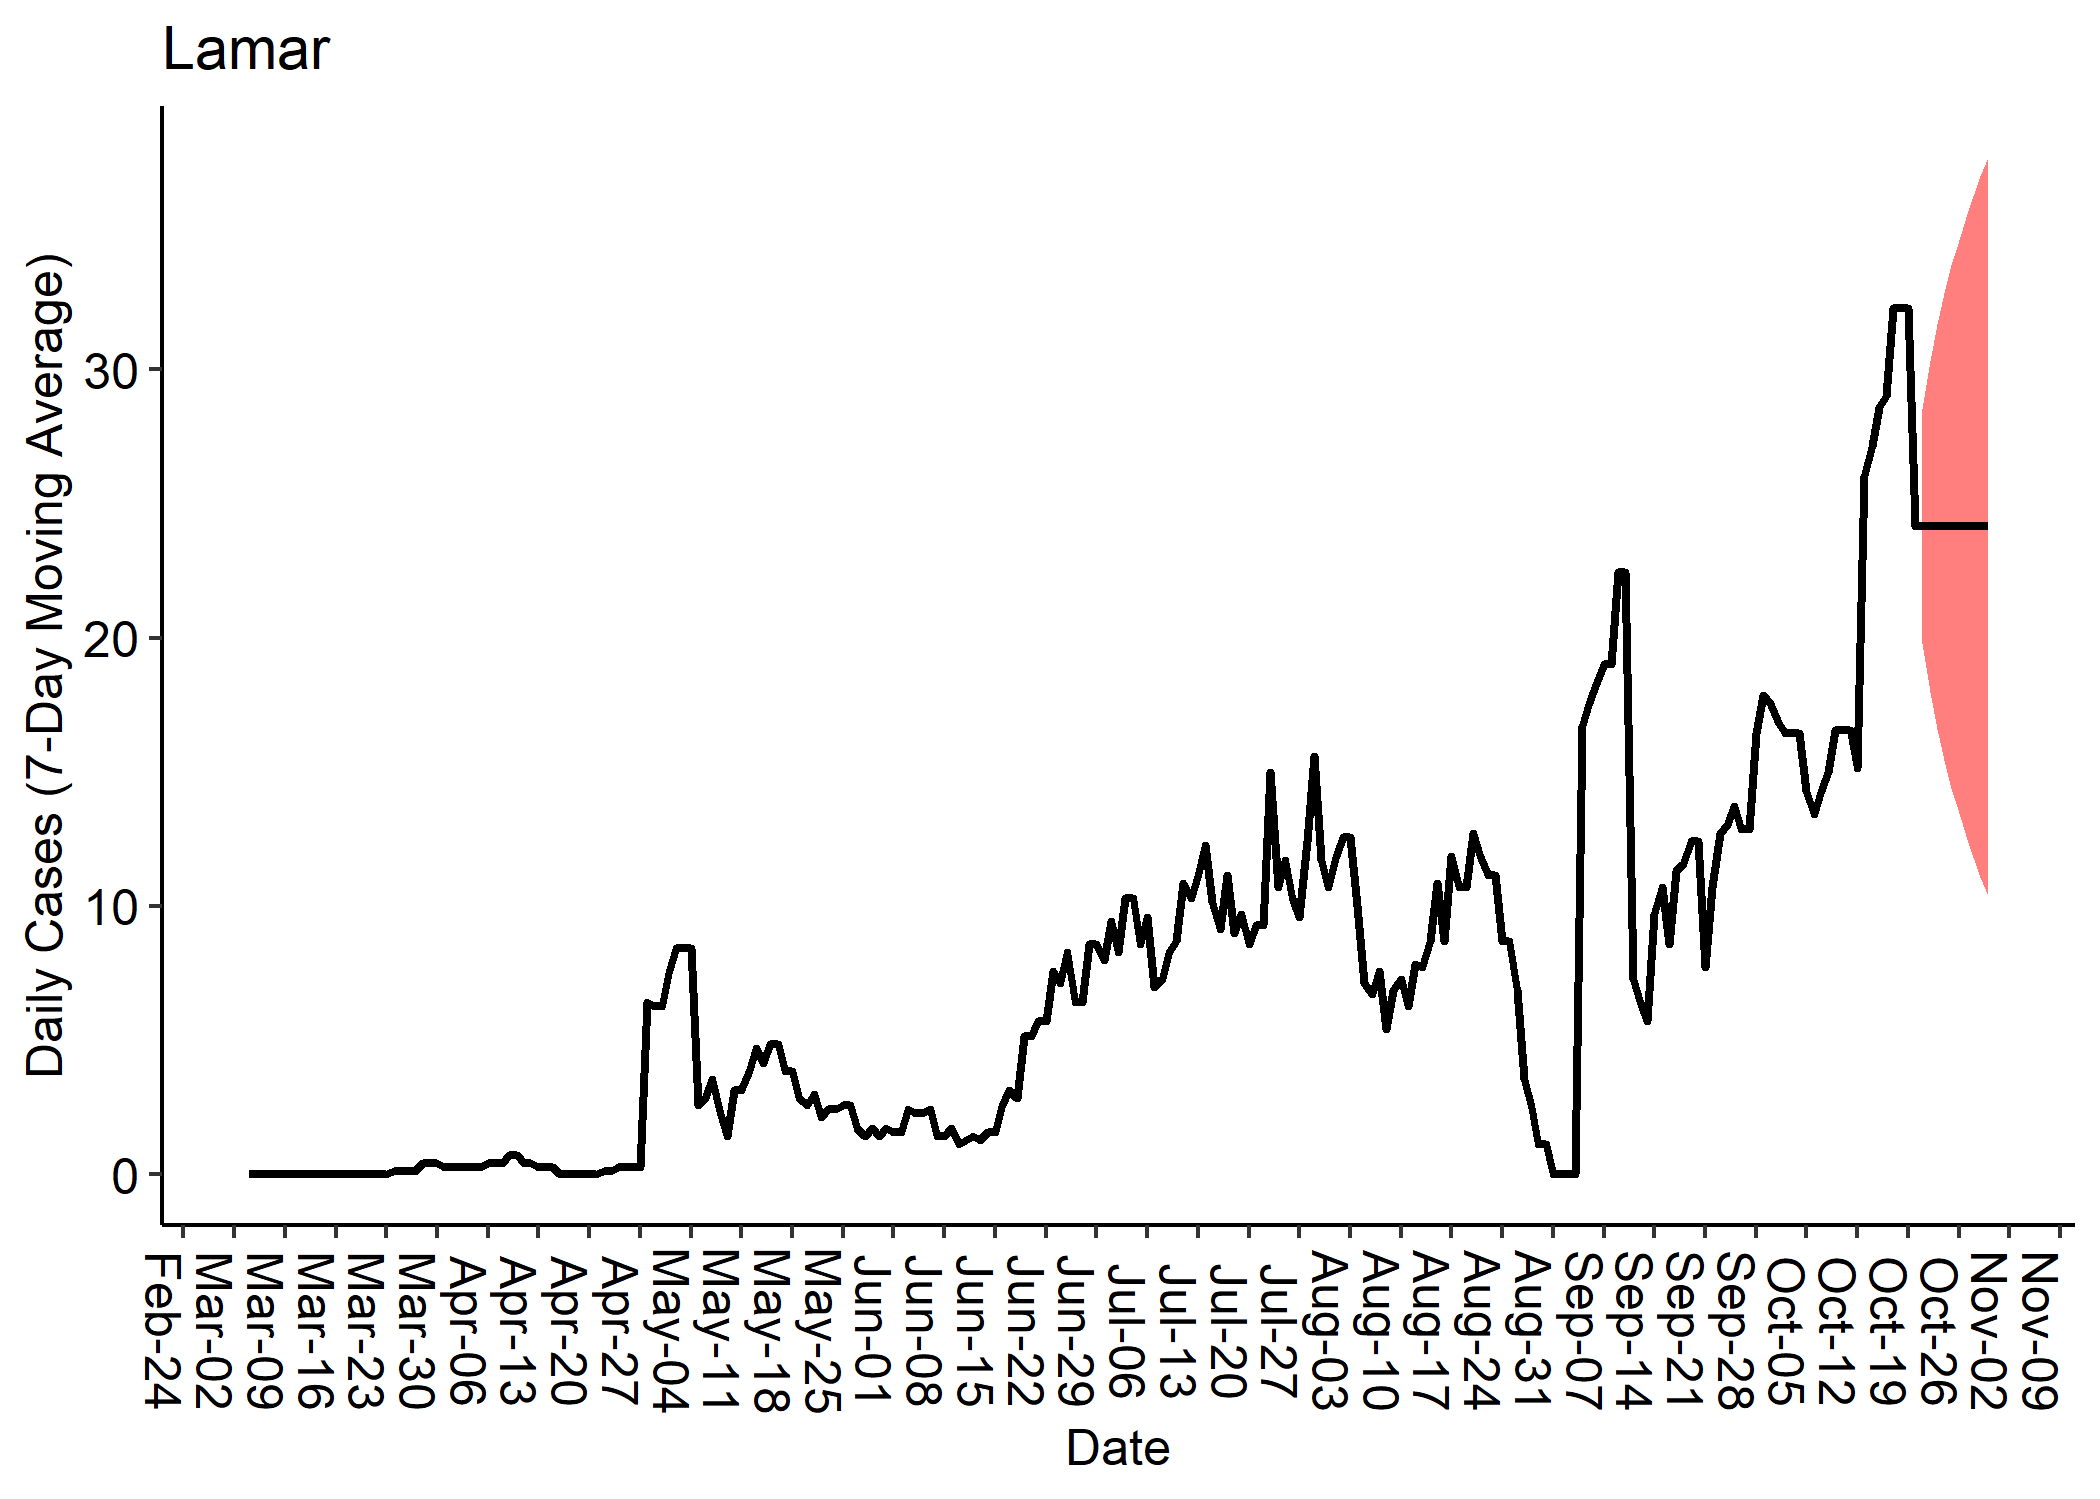 Lamar
Daily Cases (7-Day Moving Average)
30
20
10
0
Feb-24
Mar-02
Mar-09
Mar-16
Mar-23
Mar-30
Apr-06
Apr-13
Apr-20
Apr-27
May-04
May-11
May-18
May-25
Jun-01
Jun-08
Jun-15
Jun-22
Jun-29
Jul-06
Jul-13
Jul-20
Jul-27
Aug-03
Aug-10
Aug-17
Aug-24
Aug-31
Sep-07
Sep-14
Sep-21
Sep-28
Oct-05
Oct-12
Oct-19
Oct-26
Nov-02
Nov-09
Date